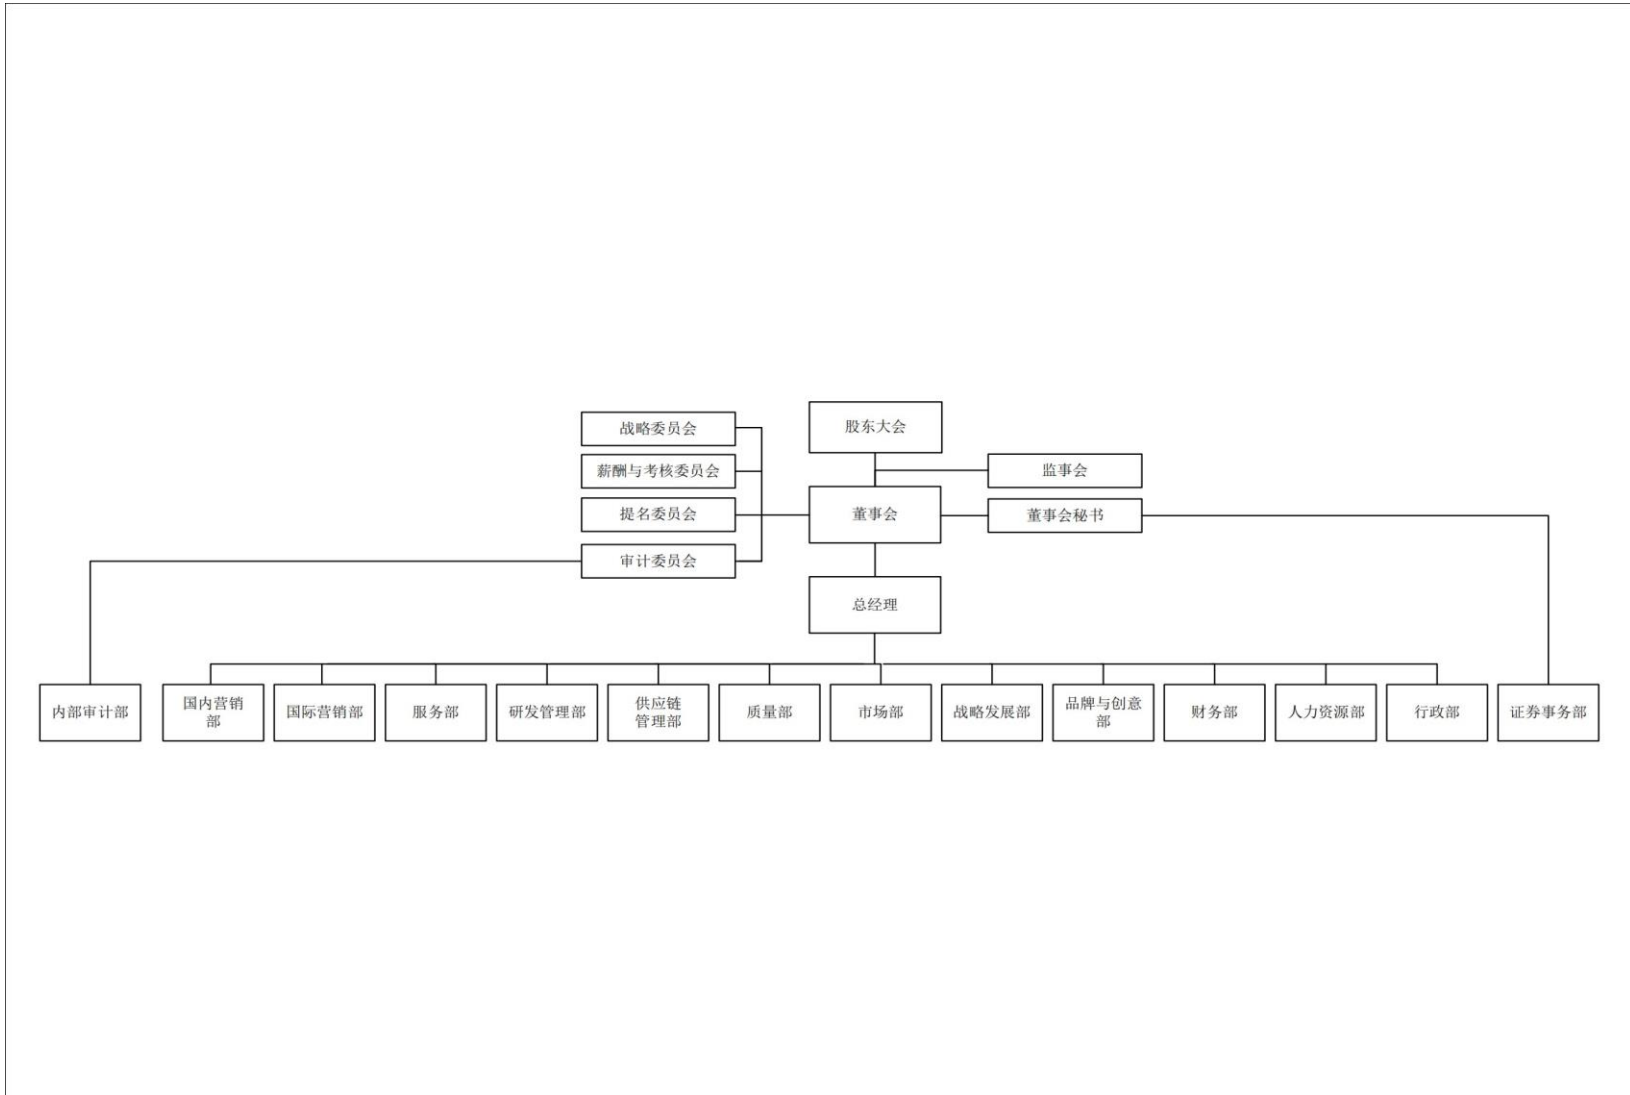 股东大会
战略委员会
薪酬与考核委员会
监事会
提名委员会
董事会
董事会秘书
审计委员会
总经理
内部审计部
国内营销
部
国际营销部
服务部
研发管理部
供应链
管理部
质量部
市场部
战略发展部
品牌与创意
部
财务部
人力资源部
行政部
证券事务部